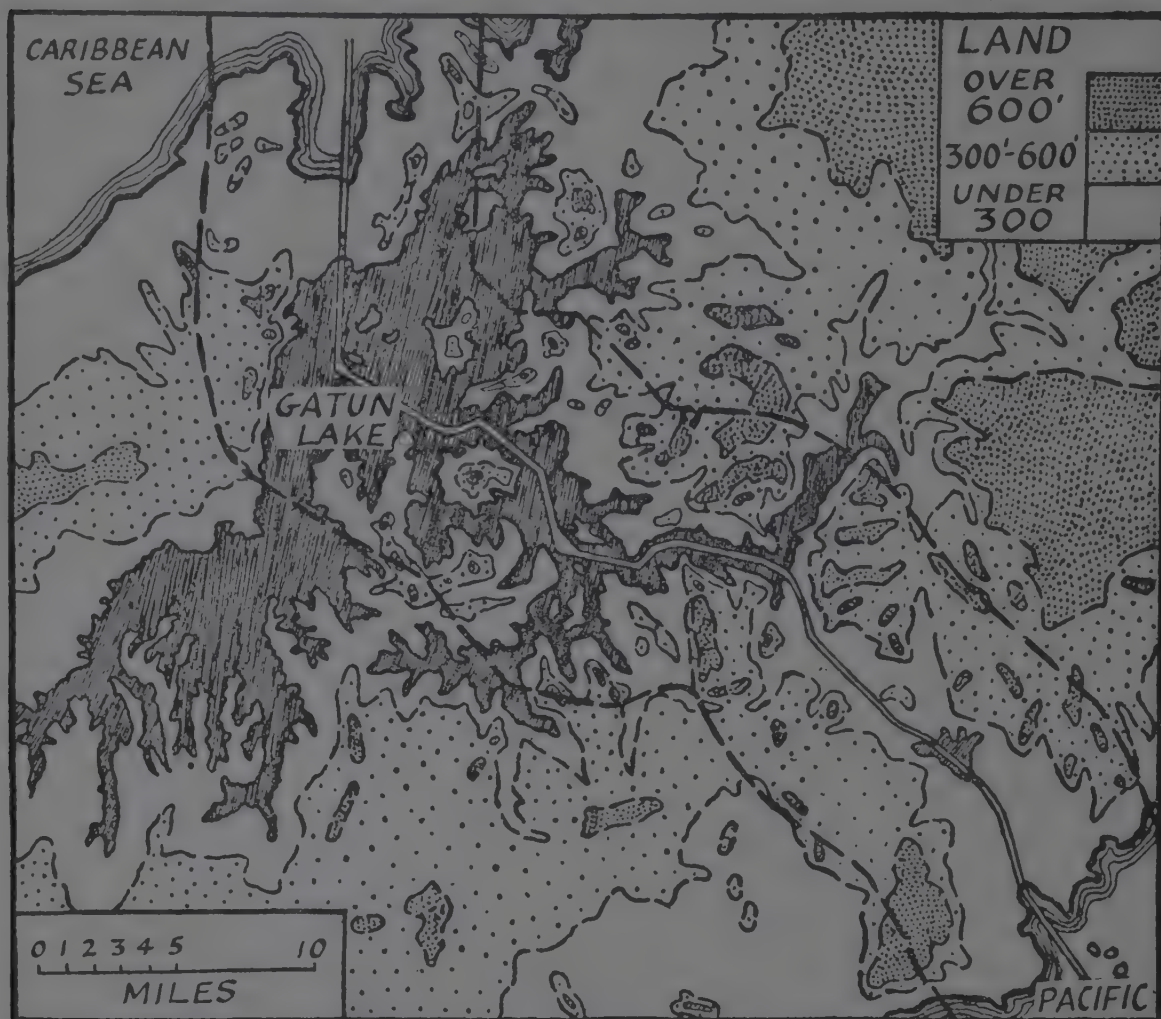 CARIBBEAN
SEA
LAND
OVER
600'
300'-600'
UNDER
300
GATUN
LAKE
0 1 2 3 4 5 10
MILES
PACIFIC